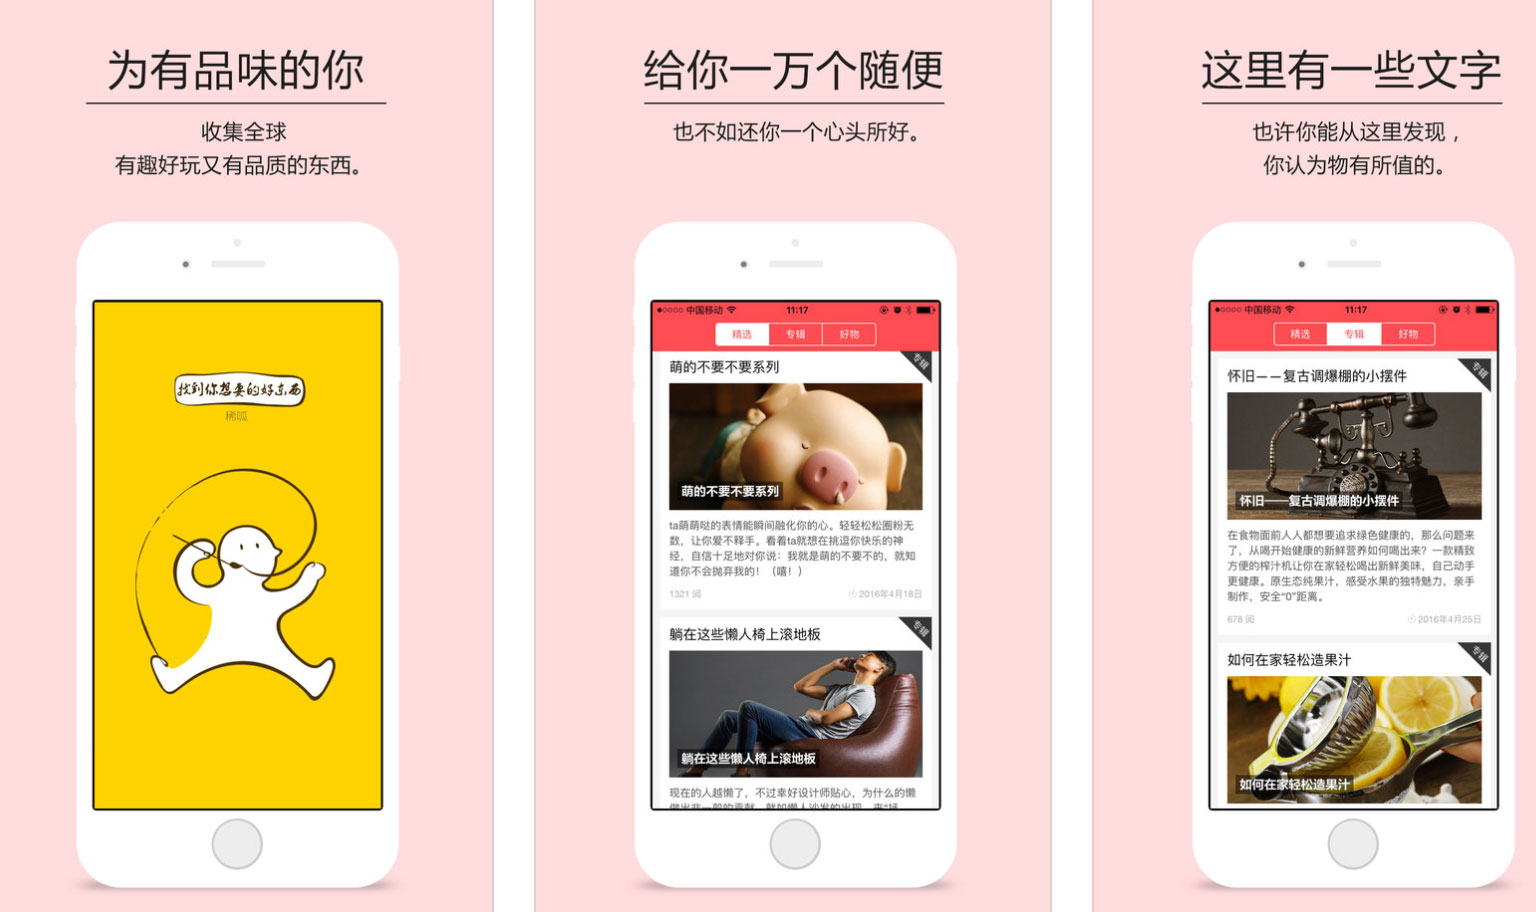 为有品味的你
收集全球
有趣好玩又有品质的东西。
找到你想要的好东西
稀呱
给你一万个随便
也不如还你一个心头所好。
中国移动
11:17
精选
专辑
好物
萌的不要不要系列
专辑
萌的不要不要系列
ta萌萌哒的表情能瞬间融化你的心。轻轻松松圈粉无
数，让你爱不释手。看着ta就想在挑逗你快乐的神
经，自信十足地对你说：我就是萌的不要不的，就知
道你不会抛弃我的！（嘻！）
1321 阅
2016年4月18日
躺在这些懒人椅上滚地板
专辑
躺在这些懒人椅上滚地板
现在的人越懒了，不过幸好设计师贴心，为什么的懒
这里有一些文字
也许你能从这里发现，
你认为物有所值的。
中国移动
11:17
精选
专辑
好物
怀旧——复古调爆棚的小摆件
专辑
怀旧——复古调爆棚的小摆件
在食物面前人人都想要追求绿色健康的，那么问题来
了，从喝开始健康的新鲜营养如何喝出来？一款精致
方便的榨汁机让你在家轻松喝出新鲜美味，自己动手
更健康。原生态纯果汁，感受水果的独特魅力，亲手
制作，安全“0”距离。
678 阅
2016年4月25日
如何在家轻松造果汁
专辑
如何在家轻松造果汁